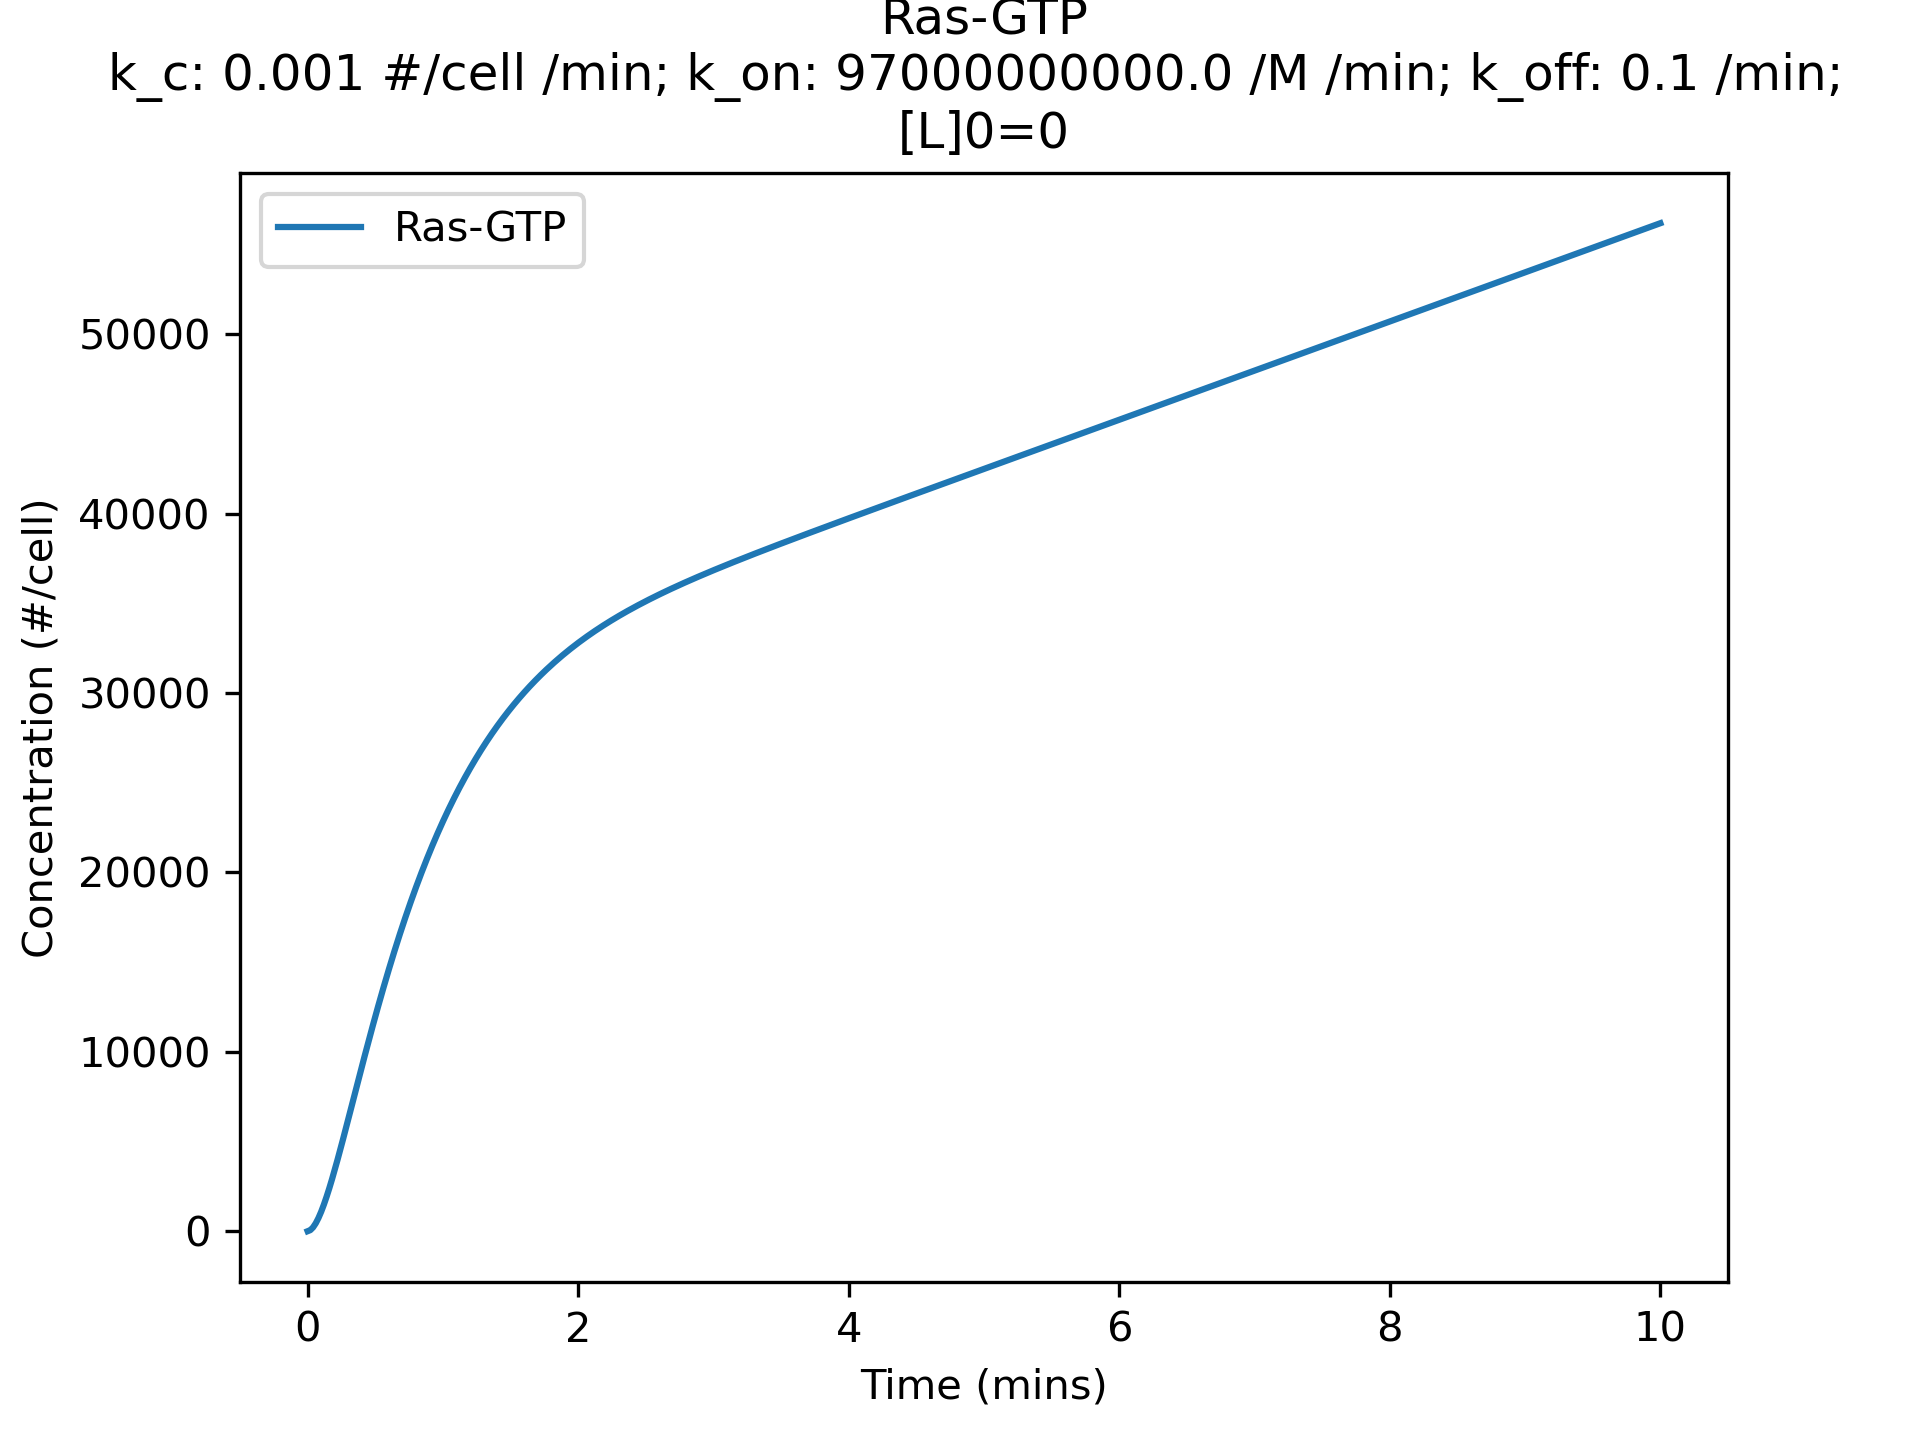 Ras-GTP
k_c: 0.001 #/cell /min; k_on: 97000000000.0 /M /min; k_off: 0.1 /min;
[L]0=0
Ras-GTP
Concentration (#/cell)
50000
40000
30000
20000
10000
0
0 2 4 6 8 10
Time (mins)